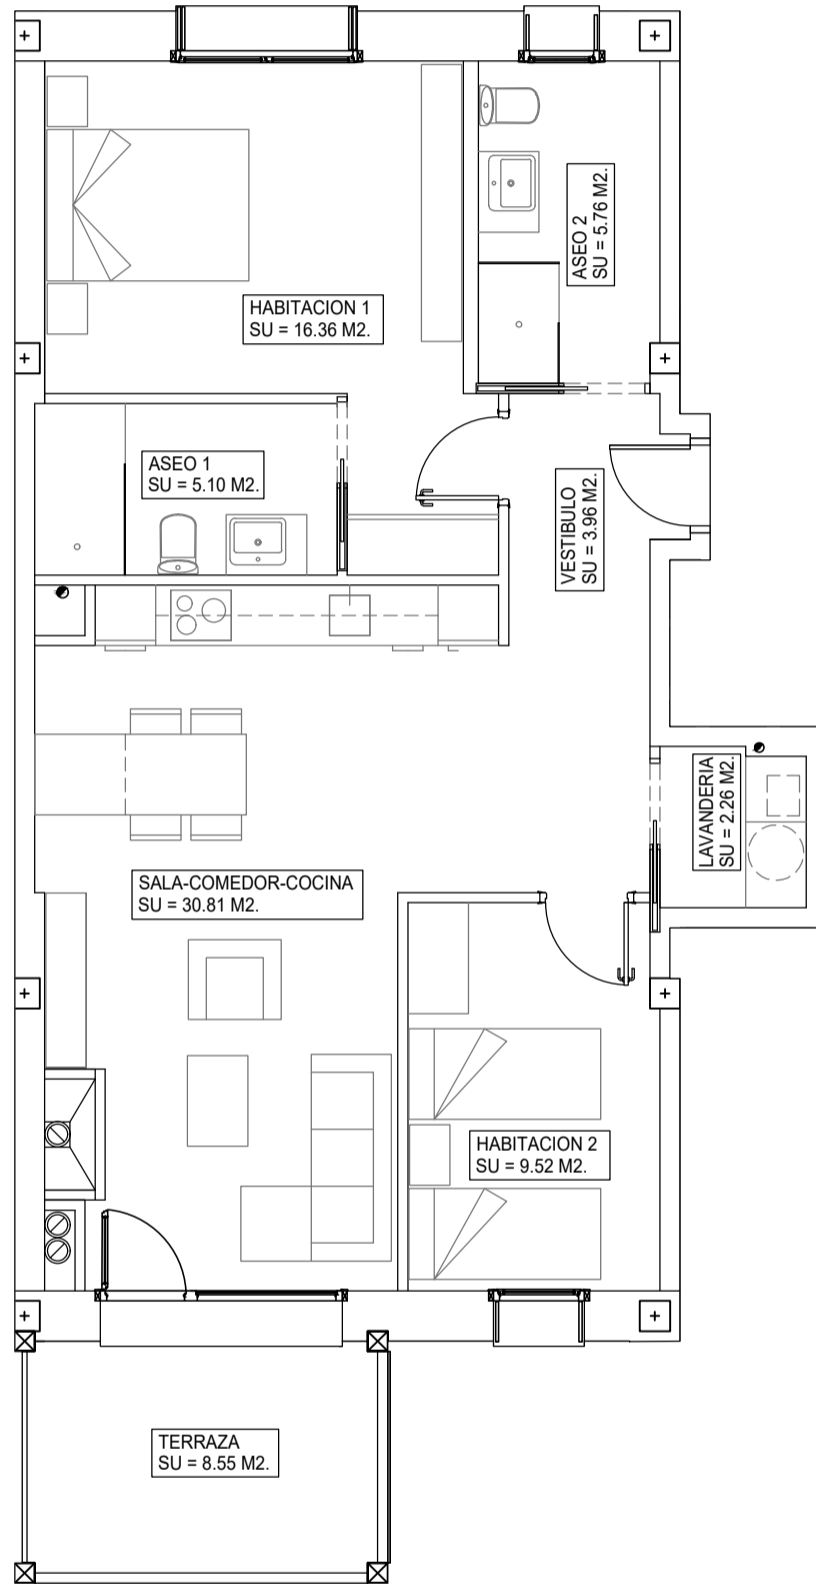 HABITACION 1
SU = 16.36 M2.
ASEO 2
SU = 5.76 M2.
ASEO 1
SU = 5.10 M2.
VESTIBULO
SU = 3.96 M2.
LAVANDERIA
SU = 2.26 M2.
SALA-COMEDOR-COCINA
SU = 30.81 M2.
HABITACION 2
SU = 9.52 M2.
TERRAZA
SU = 8.55 M2.